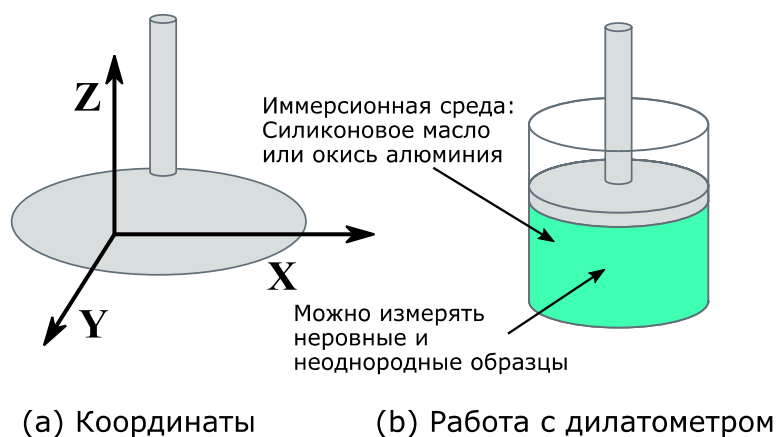 Z
X
Y
Иммерсионная среда:
Силиконовое масло
или окись алюминия
Можно измерять
неровные и
неоднородные образцы
(a) Координаты
(b) Работа с дилатометром